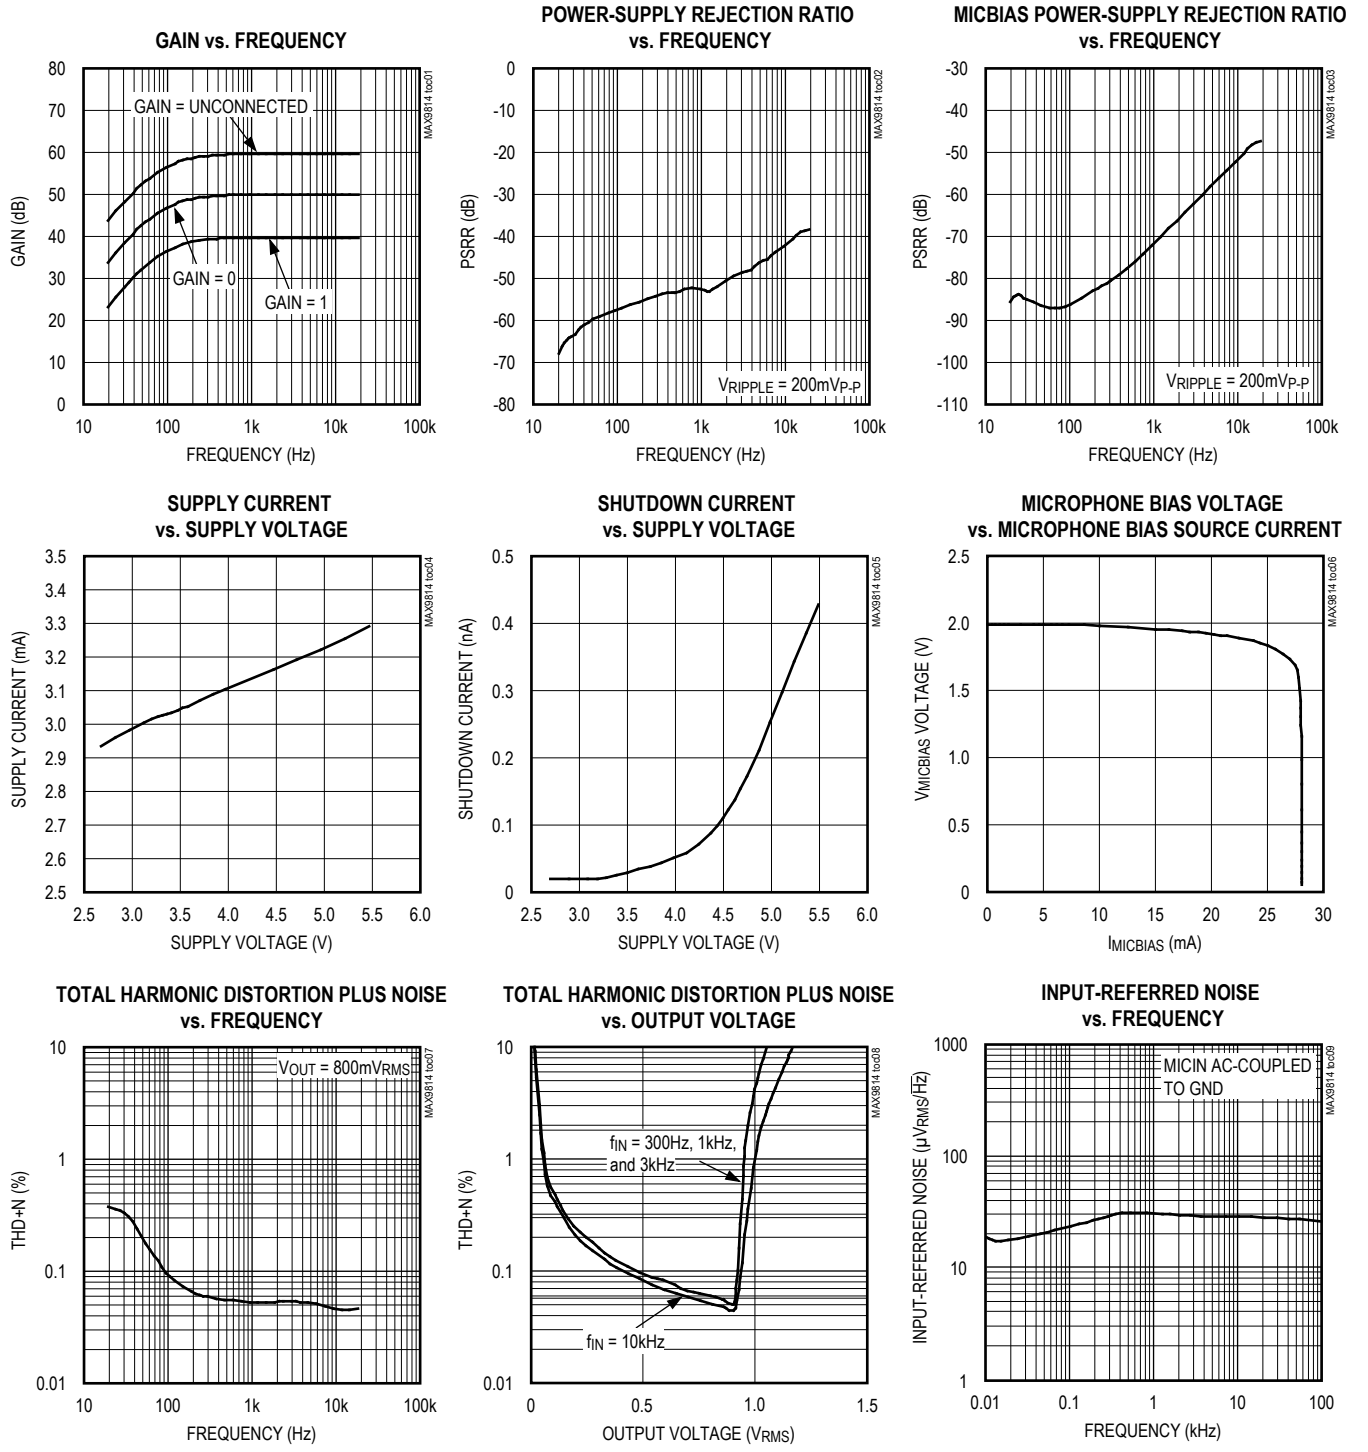 GAIN vs. FREQUENCY
80
70
60
50
40
30
20
10
0
GAIN (dB)
GAIN = UNCONNECTED
GAIN = 0
GAIN = 1
MAX9814 toc01
10
100
1k
10k
100k
FREQUENCY (Hz)
POWER-SUPPLY REJECTION RATIO
vs. FREQUENCY
0
-10
-20
-30
-40
-50
-60
-70
-80
PSRR (dB)
VRIPPLE = 200mVP-P
MAX9814 toc02
10
100
1k
10k
100k
FREQUENCY (Hz)
MICBIAS POWER-SUPPLY REJECTION RATIO
vs. FREQUENCY
-30
-40
-50
-60
-70
-80
-90
-100
-110
PSRR (dB)
VRIPPLE = 200mVP-P
MAX9814 toc03
10
100
1k
10k
100k
FREQUENCY (Hz)
SUPPLY CURRENT
vs. SUPPLY VOLTAGE
3.5
3.4
3.3
3.2
3.1
3.0
2.9
2.8
2.7
2.6
2.5
SUPPLY CURRENT (mA)
MAX9814 toc04
2.5
3.0
3.5
4.0
4.5
5.0
5.5
6.0
SUPPLY VOLTAGE (V)
SHUTDOWN CURRENT
vs. SUPPLY VOLTAGE
0.5
0.4
0.3
0.2
0.1
0
SHUTDOWN CURRENT (nA)
MAX9814 toc05
2.5
3.0
3.5
4.0
4.5
5.0
5.5
6.0
SUPPLY VOLTAGE (V)
MICROPHONE BIAS VOLTAGE
vs. MICROPHONE BIAS SOURCE CURRENT
2.5
2.0
1.5
1.0
0.5
0
VMICBIAS VOLTAGE (V)
MAX9814 toc06
0
5
10
15
20
25
30
IMICBIAS (mA)
TOTAL HARMONIC DISTORTION PLUS NOISE
vs. FREQUENCY
10
1
0.1
0.01
THD+N (%)
VOUT = 800mVRMS
MAX9814 toc07
10
100
1k
10k
100k
FREQUENCY (Hz)
TOTAL HARMONIC DISTORTION PLUS NOISE
vs. OUTPUT VOLTAGE
10
1
0.1
0.01
THD+N (%)
fIN = 300Hz, 1kHz,
and 3kHz
fIN = 10kHz
MAX9814 toc08
0
0.5
1.0
1.5
OUTPUT VOLTAGE (VRMS)
INPUT-REFERRED NOISE
vs. FREQUENCY
1000
100
10
1
INPUT-REFERRED NOISE (µVRMS/√Hz)
MICIN AC-COUPLED
TO GND
MAX9814 toc09
0.01
0.1
1
10
100
FREQUENCY (kHz)